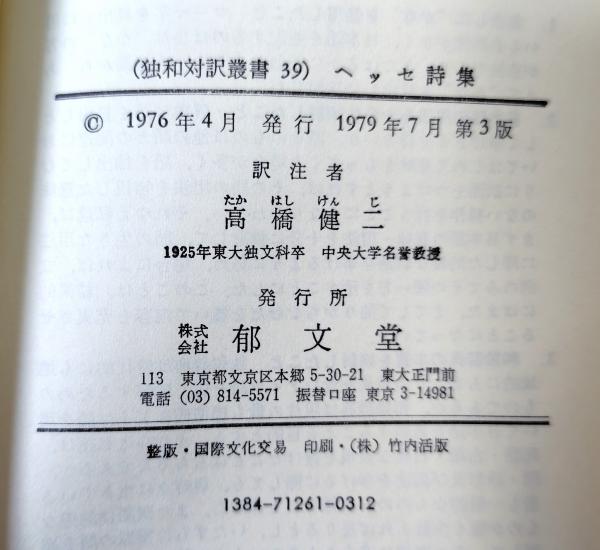 (独和対訳叢書 39) ヘッセ詩集
© 1976年4月 発行 1979年7月 第3版
訳注者
たか はし けん じ
高橋健二
1925年東大独文科卒 中央大学名誉教授
発行所
株式会社 郁文堂
113 東京都文京区本郷 5-30-21 東大正門前
電話 (03) 814-5571 振替口座 東京 3-14981
整版・国際文化交易 印刷・(株) 竹内活版
1384-71261-0312